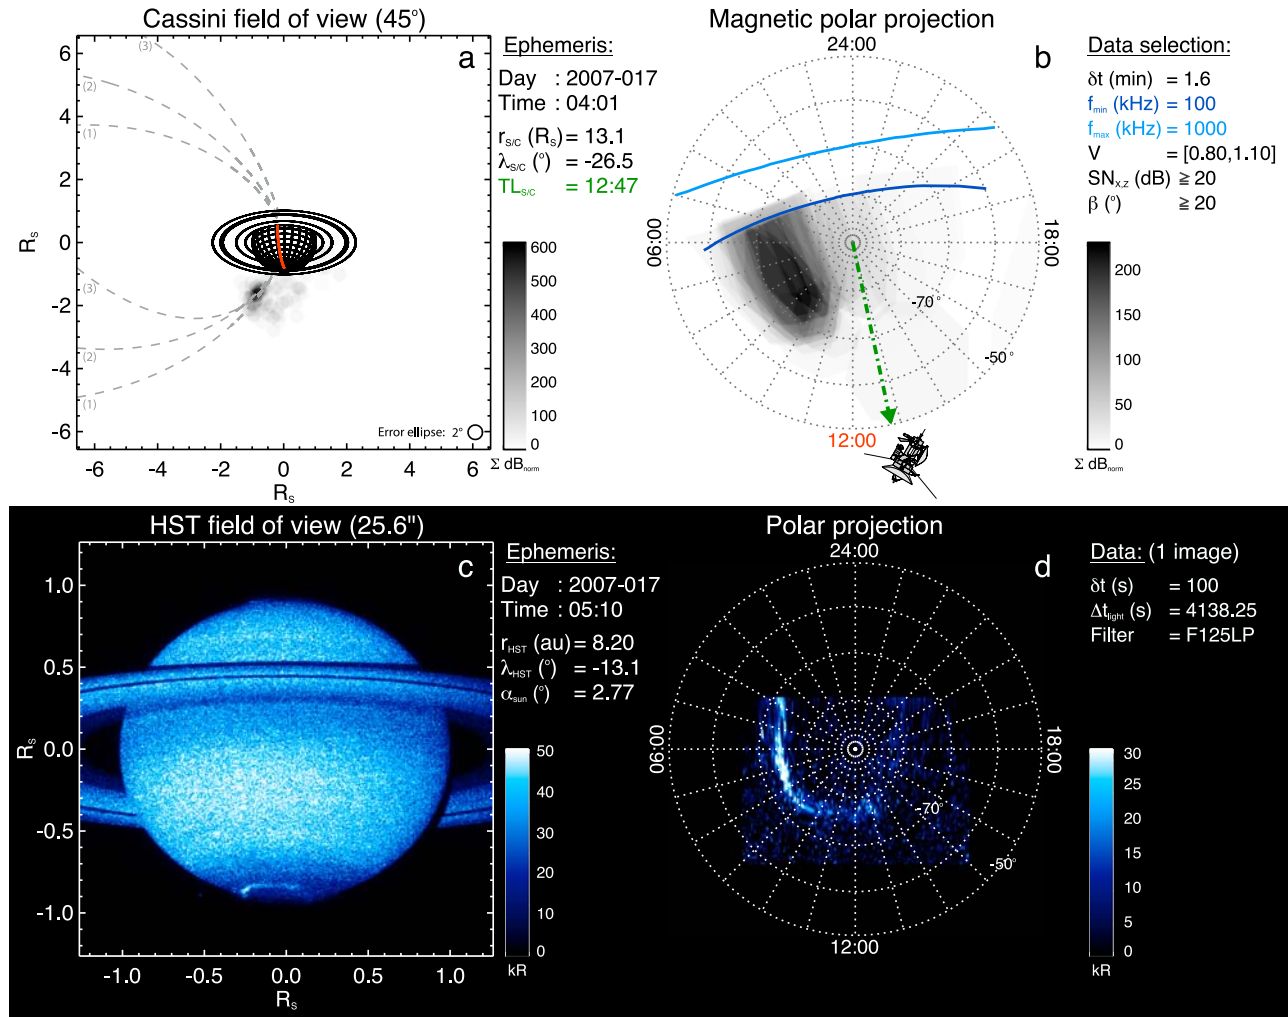 Cassini field of view (45°)
a
6
4
2
0
-2
-4
-6
R_S
(3)
(2)
(1)
(3)
(2)
(1)
Error ellipse: 2°
-6 -4 -2 0 2 4 6
R_S
Ephemeris:
Day : 2007-017
Time : 04:01
r_S/C (R_S) = 13.1
λ_S/C (°) = -26.5
TL_S/C = 12:47
600
500
400
300
200
100
0
Σ dB_norm
Magnetic polar projection
b
24:00
06:00
18:00
-70°
-50°
12:00
Data selection:
δt (min) = 1.6
f_min (kHz) = 100
f_max (kHz) = 1000
V = [0.80,1.10]
SN_X,Z (dB) ≧ 20
β (°) ≧ 20
200
150
100
50
0
Σ dB_norm
HST field of view (25.6")
c
1.0
0.5
0.0
-0.5
-1.0
R_S
-1.0 -0.5 0.0 0.5 1.0
R_S
Ephemeris:
Day : 2007-017
Time : 05:10
r_HST (au) = 8.20
λ_HST (°) = -13.1
α_sun (°) = 2.77
50
40
30
20
10
0
kR
Polar projection
d
24:00
06:00
18:00
-70°
-50°
12:00
Data: (1 image)
δt (s) = 100
Δt_light (s) = 4138.25
Filter = F125LP
30
25
20
15
10
5
0
kR